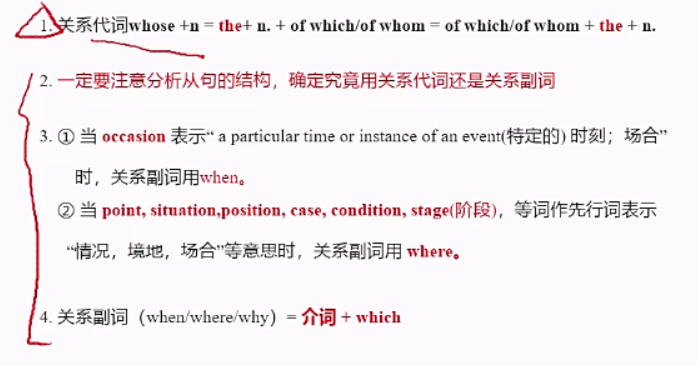 1. 关系代词whose +n = the+ n. + of which/of whom = of which/of whom + the + n.
2. 一定要注意分析从句的结构，确定究竟用关系代词还是关系副词
3. ① 当 occasion 表示“ a particular time or instance of an event(特定的) 时刻；场合”
时，关系副词用when。
② 当 point, situation,position, case, condition, stage(阶段)，等词作先行词表示
“情况，境地，场合”等意思时，关系副词用 where。
4. 关系副词（when/where/why）= 介词 + which